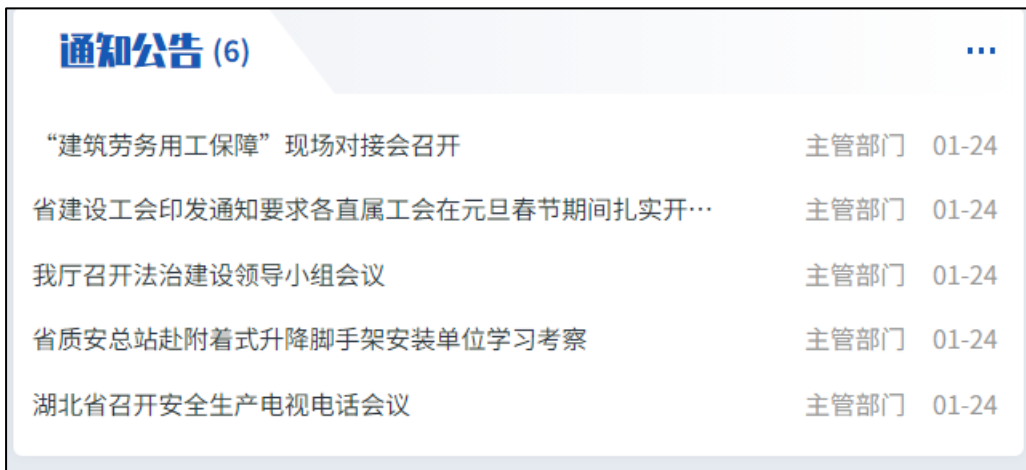 通知公告 (6) ...
“建筑劳务用工保障”现场对接会召开 主管部门 01-24
省建设工会印发通知要求各直属工会在元旦春节期间扎实开… 主管部门 01-24
我厅召开法治建设领导小组会议 主管部门 01-24
省质安总站赴附着式升降脚手架安装单位学习考察 主管部门 01-24
湖北省召开安全生产电视电话会议 主管部门 01-24